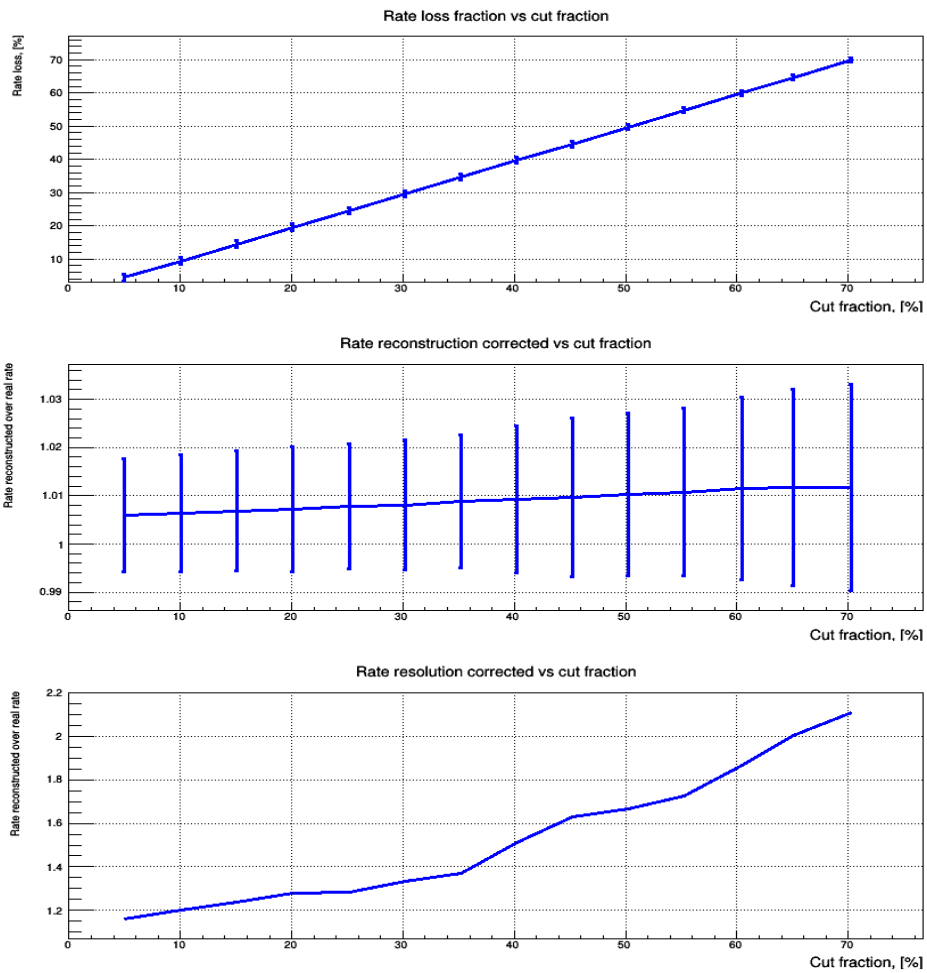 Rate loss fraction vs cut fraction
Rate loss, [%]
70
60
50
40
30
20
10
0 10 20 30 40 50 60 70
Cut fraction, [%]
Rate reconstruction corrected vs cut fraction
Rate reconstructed over real rate
1.03
1.02
1.01
1
0.99
0 10 20 30 40 50 60 70
Cut fraction, [%]
Rate resolution corrected vs cut fraction
Rate reconstructed over real rate
2.2
2
1.8
1.6
1.4
1.2
0 10 20 30 40 50 60 70
Cut fraction, [%]